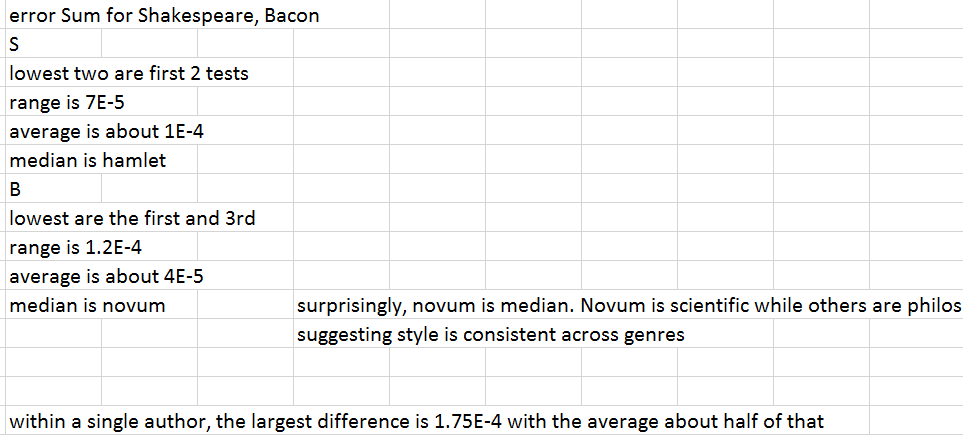 error Sum for Shakespeare, Bacon
S
lowest two are first 2 tests
range is 7E-5
average is about 1E-4
median is hamlet
B
lowest are the first and 3rd
range is 1.2E-4
average is about 4E-5
median is novum surprisingly, novum is median. Novum is scientific while others are philos
suggesting style is consistent across genres
within a single author, the largest difference is 1.75E-4 with the average about half of that